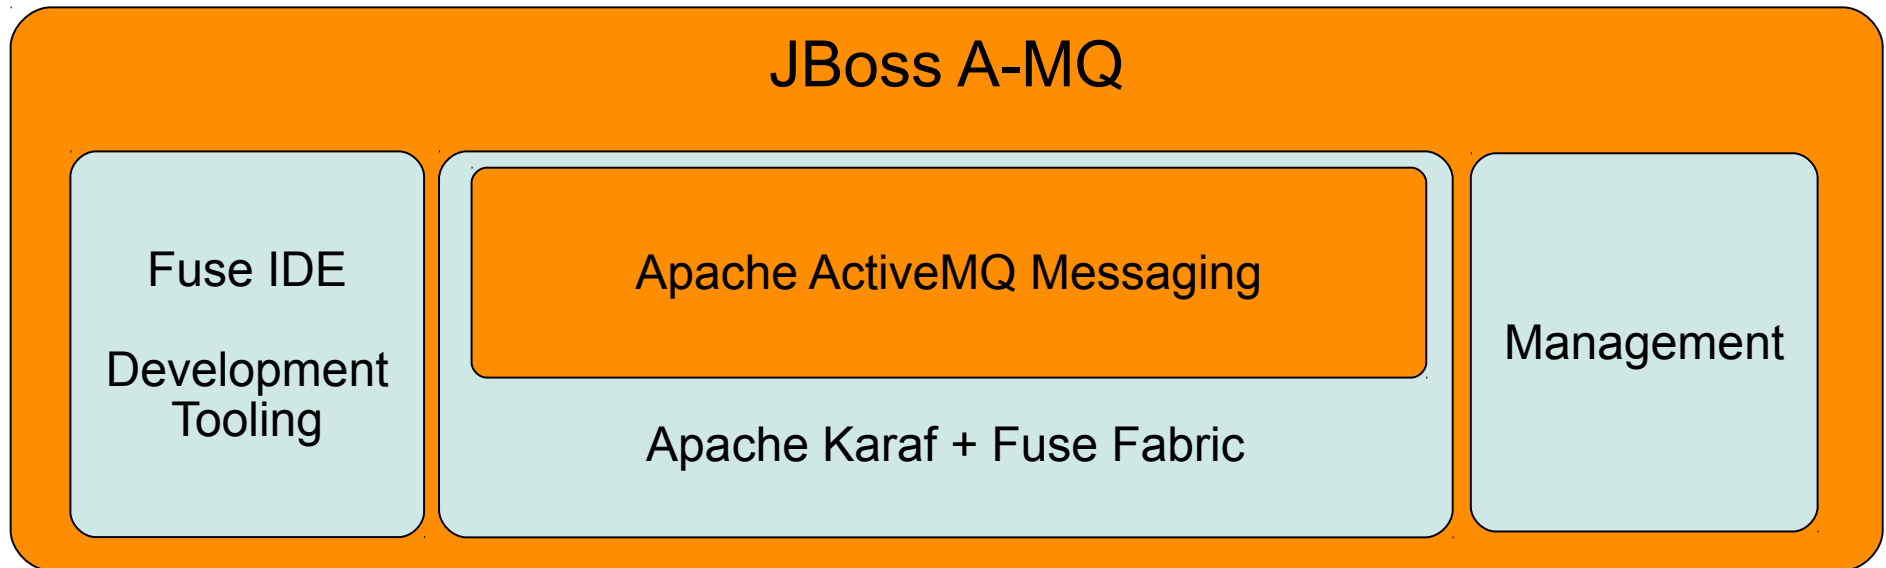 JBoss A-MQ
Fuse IDE
Development
Tooling
Apache ActiveMQ Messaging
Apache Karaf + Fuse Fabric
Management